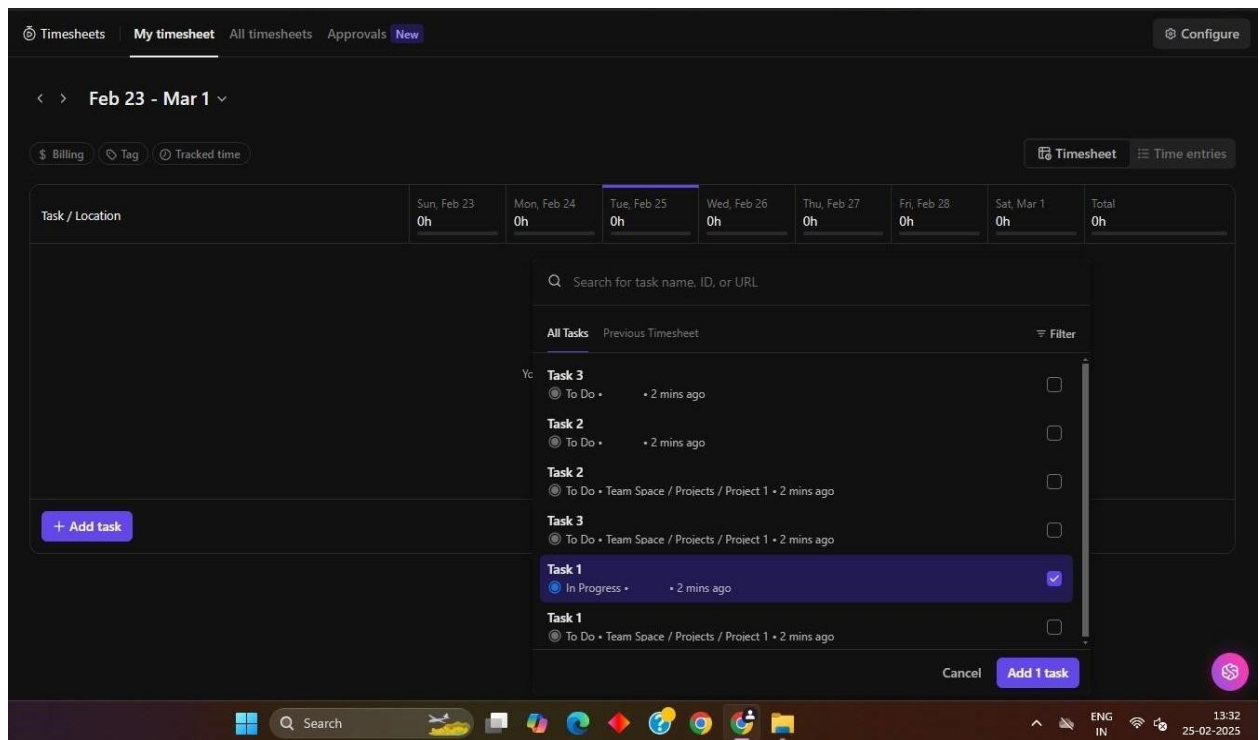 Timesheets My timesheet All timesheets Approvals New Configure
Feb 23 - Mar 1
$ Billing Tag Tracked time Timesheet Time entries
Task / Location Sun, Feb 23 Mon, Feb 24 Tue, Feb 25 Wed, Feb 26 Thu, Feb 27 Fri, Feb 28 Sat, Mar 1 Total
0h 0h 0h 0h 0h 0h 0h 0h
Search for task name, ID, or URL
All Tasks Previous Timesheet Filter
Task 3
To Do • • 2 mins ago
Task 2
To Do • • 2 mins ago
Task 2
To Do • Team Space / Projects / Project 1 • 2 mins ago
Task 3
To Do • Team Space / Projects / Project 1 • 2 mins ago
+ Add task
Task 1
In Progress • • 2 mins ago
Task 1
To Do • Team Space / Projects / Project 1 • 2 mins ago
Cancel Add 1 task
Search ENG 13:32
IN 25-02-2025